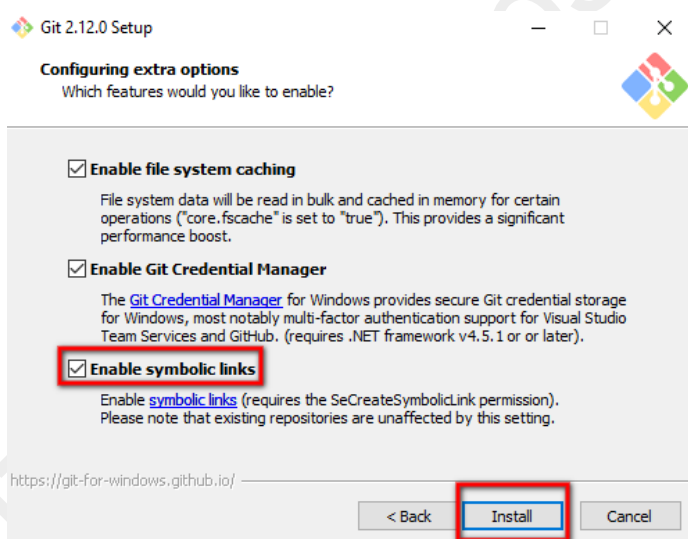 Git 2.12.0 Setup
Configuring extra options
Which features would you like to enable?
Enable file system caching
File system data will be read in bulk and cached in memory for certain
operations ("core.fscache" is set to "true"). This provides a significant
performance boost.
Enable Git Credential Manager
The Git Credential Manager for Windows provides secure Git credential storage
for Windows, most notably multi-factor authentication support for Visual Studio
Team Services and GitHub. (requires .NET framework v4.5.1 or or later).
Enable symbolic links
Enable symbolic links (requires the SeCreateSymbolicLink permission).
Please note that existing repositories are unaffected by this setting.
https://git-for-windows.github.io/
< Back Install Cancel